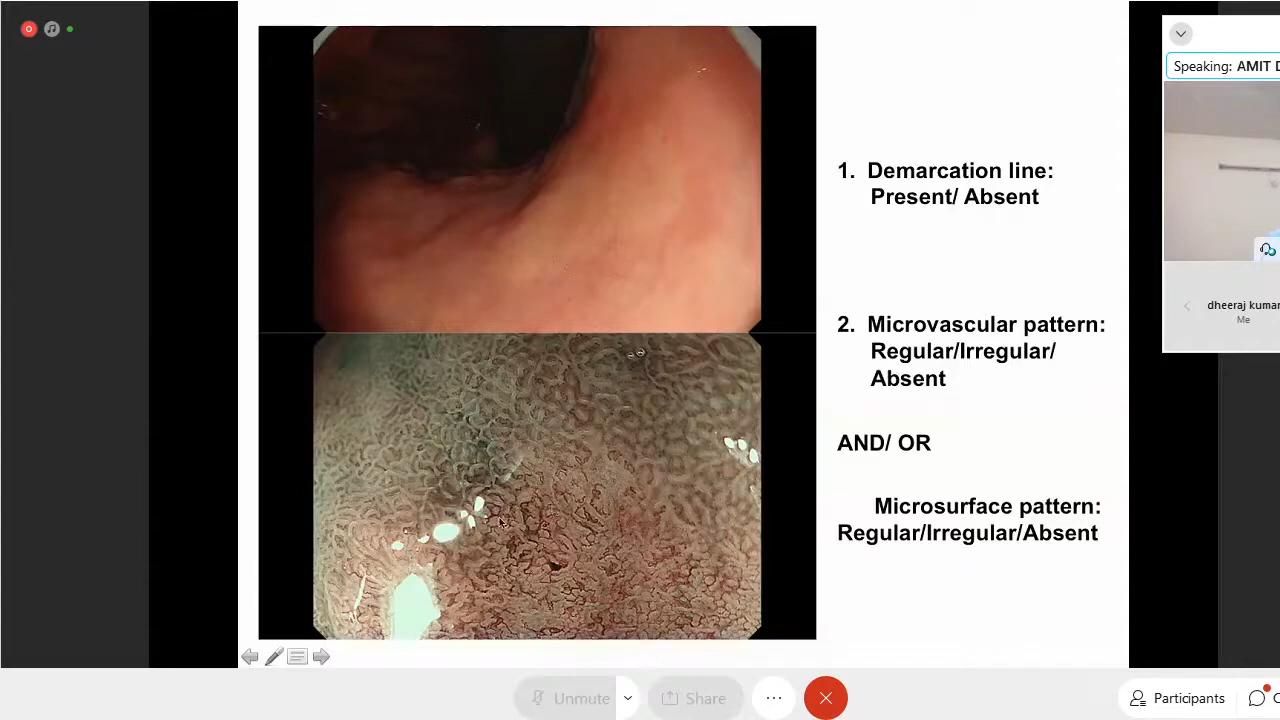 Speaking: AMIT D
1. Demarcation line:
Present/ Absent
2. Microvascular pattern:
Regular/Irregular/
Absent
AND/ OR
Microsurface pattern:
Regular/Irregular/Absent
dheeraj kumar
Me
Unmute
Share
Participants